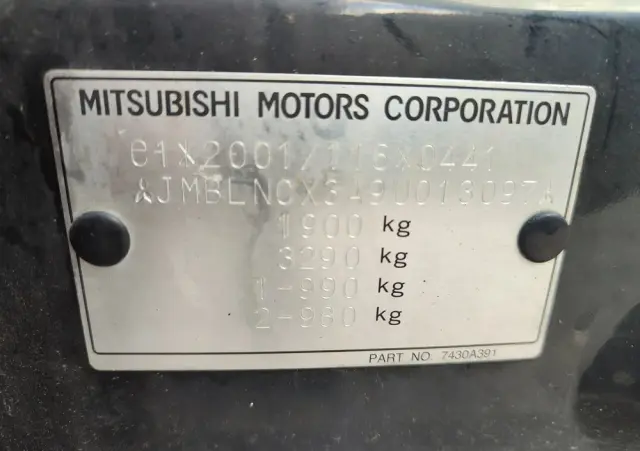 MITSUBISHI MOTORS CORPORATION
e1*2001/116*0441
JMBLNCX3A9U013097
1900 kg
3290 kg
1-990 kg
2-980 kg
PART NO. 7430A391